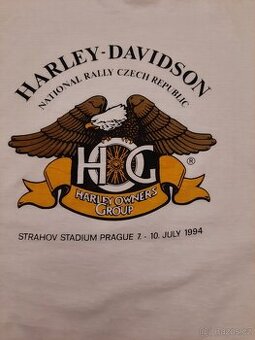 HARLEY-DAVIDSON
NATIONAL RALLY CZECH REPUBLIC
HOG ®
HARLEY OWNERS
GROUP
STRAHOV STADIUM PRAGUE 7. - 10. JULY 1994